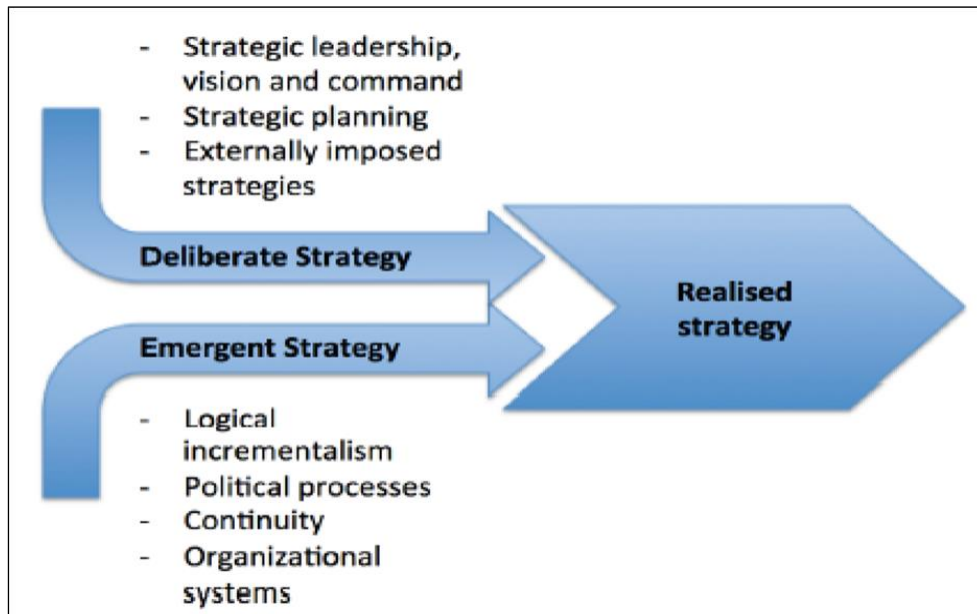 - Strategic leadership,
vision and command
- Strategic planning
- Externally imposed
strategies
Deliberate Strategy
Realised
strategy
Emergent Strategy
- Logical
incrementalism
- Political processes
- Continuity
- Organizational
systems